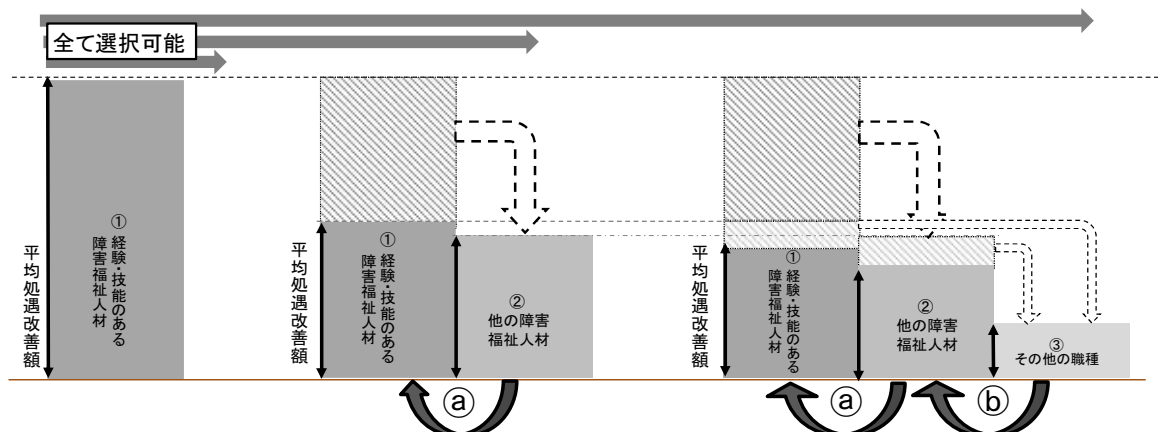 全て選択可能
平均処遇改善額
①経験・技能のある
障害福祉人材
平均処遇改善額
①経験・技能のある
障害福祉人材
②
他の障害
福祉人材
平均処遇改善額
①経験・技能のある
障害福祉人材
②
他の障害
福祉人材
③
その他の職種
ⓐ
ⓐ
ⓑ